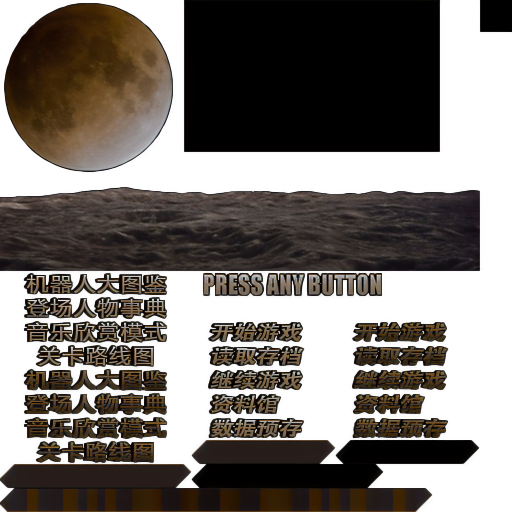 机器人大图鉴
登场人物事典
音乐欣赏模式
关卡路线图
机器人大图鉴
登场人物事典
音乐欣赏模式
关卡路线图
PRESS ANY BUTTON
开始游戏
读取存档
继续游戏
资料馆
数据预存
开始游戏
读取存档
继续游戏
资料馆
数据预存